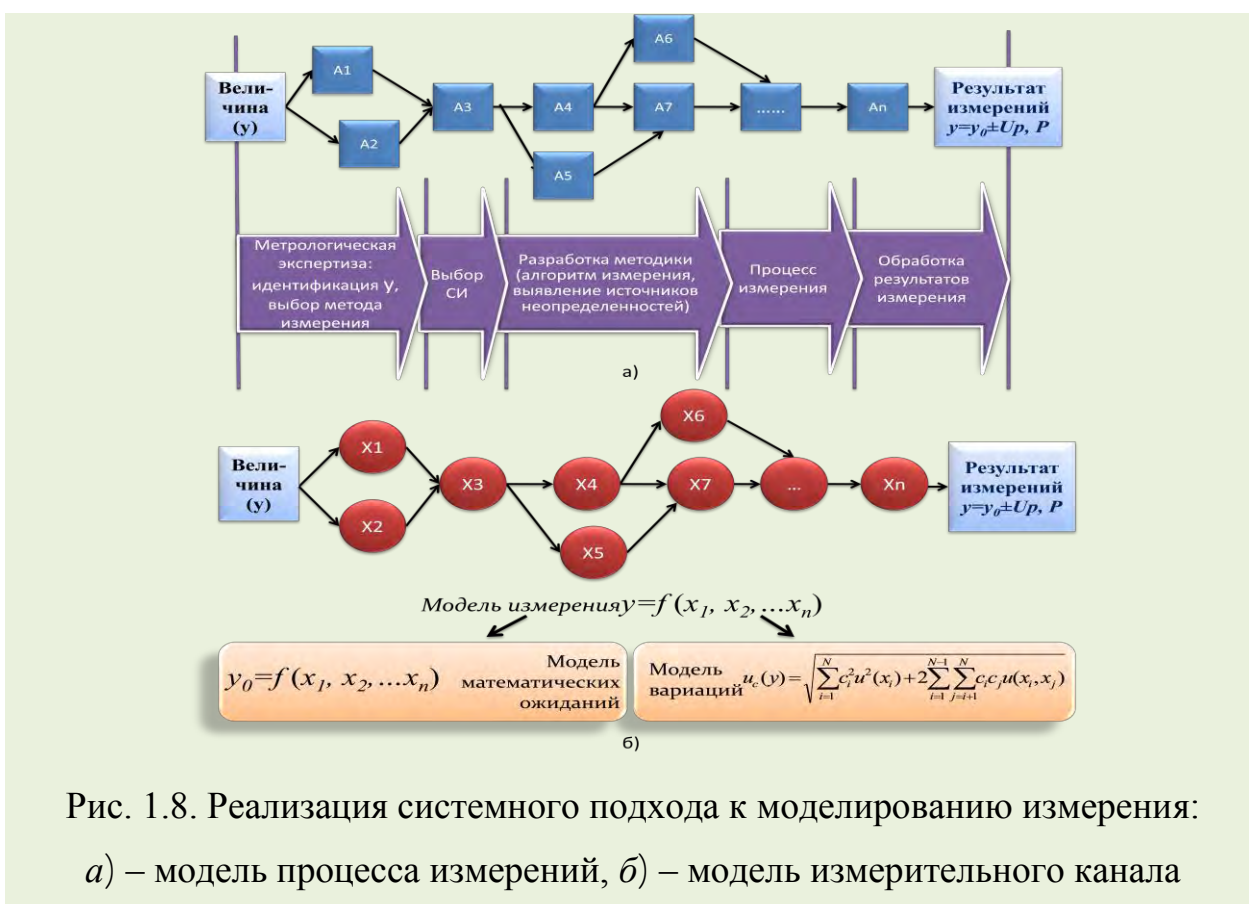 A6
A1
Вели-
чина
(y)
A3
A4
A7
......
An
Результат
измерений
y=y₀±Up, P
A2
A5
Метрологическая
экспертиза:
идентификация y,
выбор метода
измерения
Выбор
СИ
Разработка методики
(алгоритм измерения,
выявление источников
неопределенностей)
Процесс
измерения
Обработка
результатов
измерения
а)
X6
X1
Вели-
чина
(y)
X3
X4
X7
...
Xn
Результат
измерений
y=y₀±Up, P
X2
X5
Модель измерения y=f (x₁, x₂,...xₙ)
y₀=f (x₁, x₂,...xₙ)
Модель
математических
ожиданий
Модель
вариаций
u_c(y) = √(∑_{i=1}^{N} c_i² u²(x_i) + 2 ∑_{i=1}^{N-1} ∑_{j=i+1}^{N} c_i c_j u(x_i, x_j))
б)
Рис. 1.8. Реализация системного подхода к моделированию измерения:
а) – модель процесса измерений, б) – модель измерительного канала